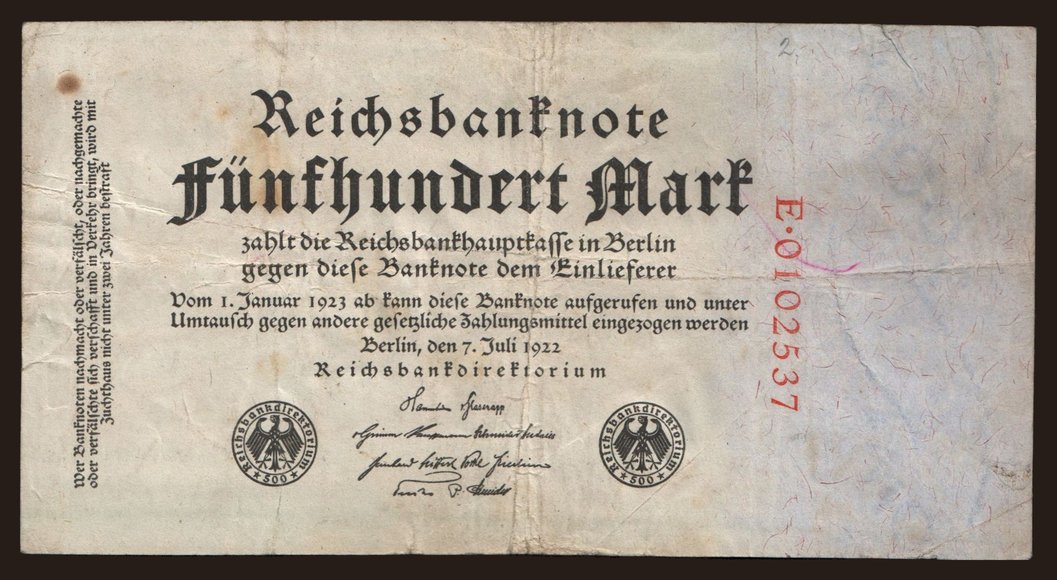 2.
Reichsbanknote
Fünfhundert Mark
zahlt die Reichsbankhauptkasse in Berlin
gegen diese Banknote dem Einlieferer
Vom 1. Januar 1923 ab kann diese Banknote aufgerufen und unter
Umtausch gegen andere gesetzliche Zahlungsmittel eingezogen werden
Berlin, den 7. Juli 1922
Reichsbankdirektorium
Reichsbankdirektorium
500
Reichsbankdirektorium
500
Wer Banknoten nachmacht oder verfälscht, oder nachgemachte
oder verfälschte sich verschafft und in Verkehr bringt, wird mit
Zuchthaus nicht unter zwei Jahren bestraft
E·0102537